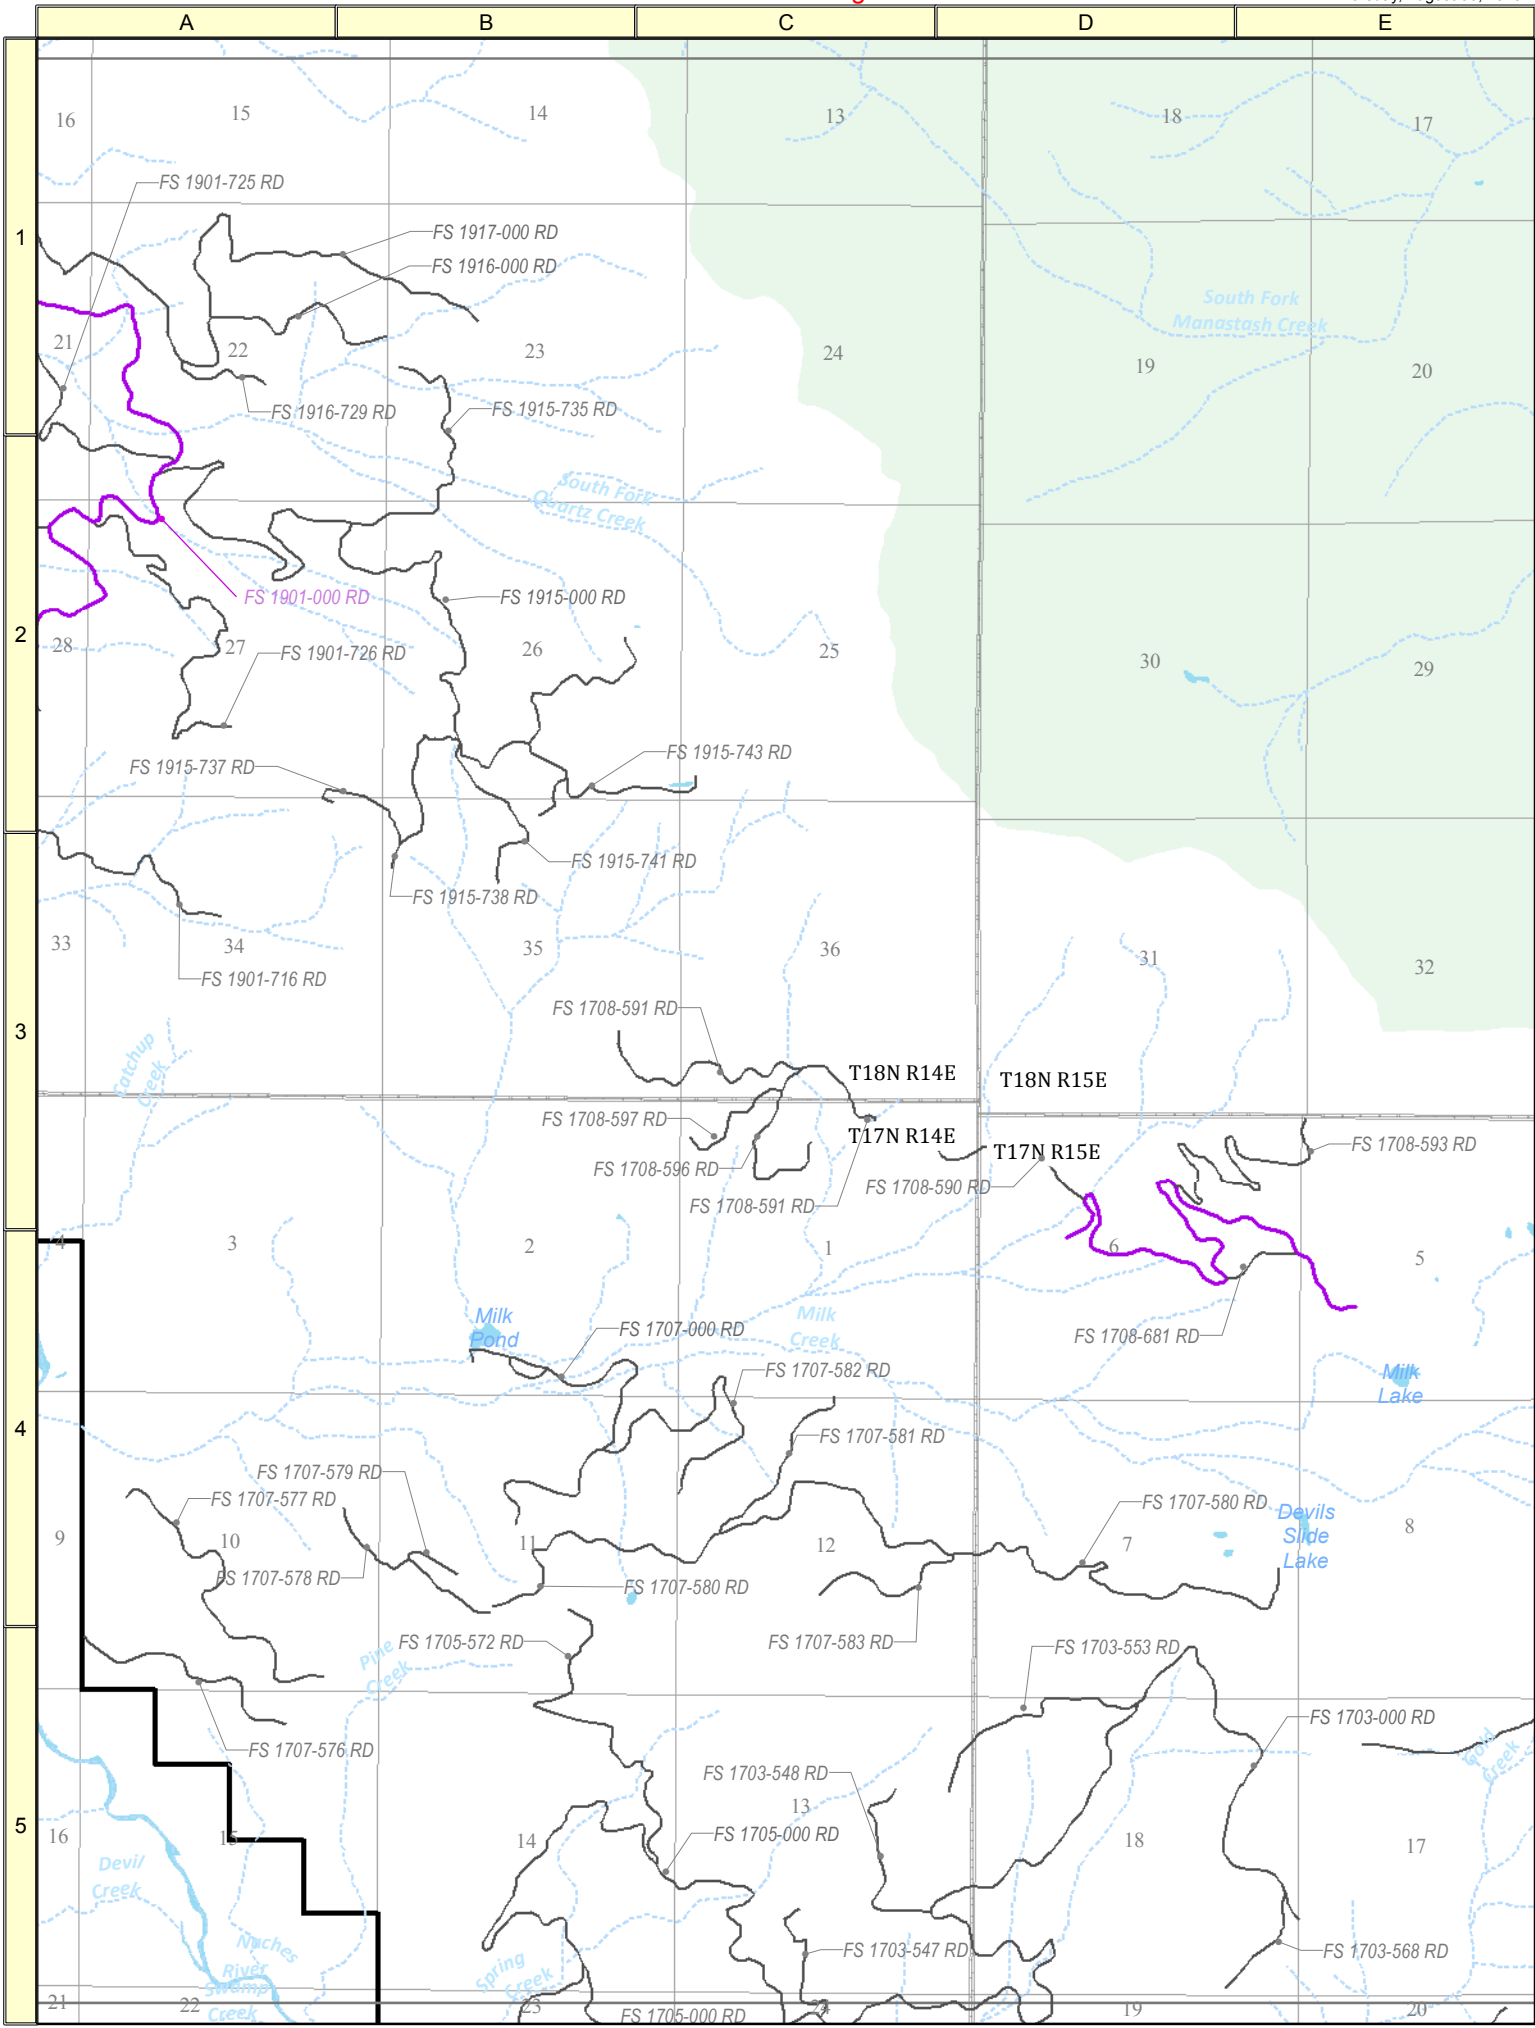 A B C D E
16 15 14 13 18 17
FS 1901-725 RD
1
FS 1917-000 RD
FS 1916-000 RD
South Fork
Manastash Creek
21 22 23 24 19 20
FS 1916-729 RD
FS 1915-735 RD
South Fork
Quartz Creek
FS 1901-000 RD
FS 1915-000 RD
2
28 27 26 25 30 29
FS 1901-726 RD
FS 1915-743 RD
FS 1915-737 RD
FS 1915-741 RD
FS 1915-738 RD
33 34 35 36 31 32
FS 1901-716 RD
FS 1708-591 RD
3
Catchup
Creek
T18N R14E
T18N R15E
FS 1708-597 RD
T17N R14E
T17N R15E
FS 1708-593 RD
FS 1708-596 RD
FS 1708-590 RD
FS 1708-591 RD
4 3 2 1 6 5
Milk
Pond
Milk
Creek
FS 1707-000 RD
FS 1708-681 RD
FS 1707-582 RD
Milk
Lake
4
FS 1707-581 RD
FS 1707-579 RD
FS 1707-577 RD
FS 1707-580 RD
Devils
Slide
Lake
9 10 11 12 7 8
FS 1707-578 RD
FS 1707-580 RD
FS 1705-572 RD
FS 1707-583 RD
FS 1703-553 RD
Pine
Creek
FS 1703-000 RD
FS 1707-576 RD
Gold
Creek
FS 1703-548 RD
5
16 15 14 13 18 17
FS 1705-000 RD
Devil
Creek
Naches
River
FS 1703-547 RD
FS 1703-568 RD
Spring
Creek
Swamp
Creek
21 22 23 24 19 20
FS 1705-000 RD